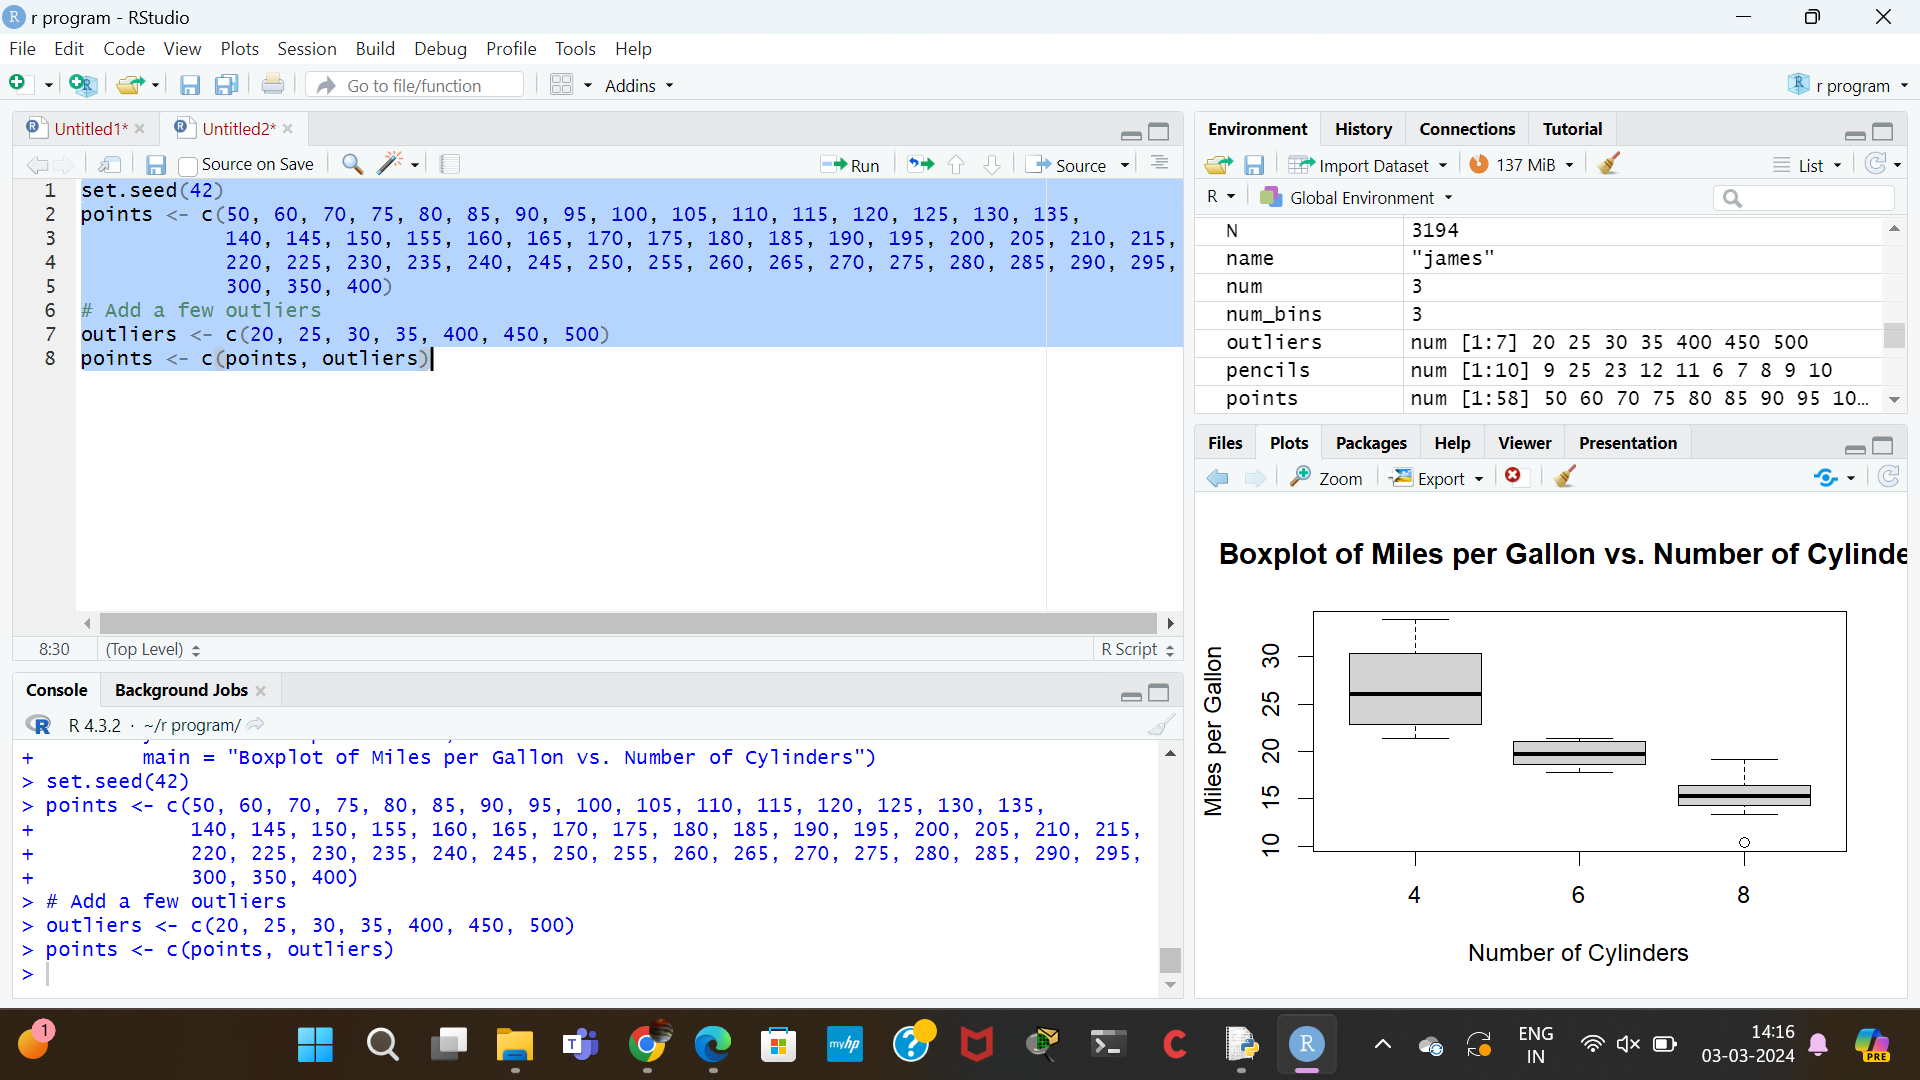 r program - RStudio
File Edit Code View Plots Session Build Debug Profile Tools Help
Go to file/function
Addins
r program
Untitled1*
Untitled2*
Source on Save
Run
Source
1 set.seed(42)
2 points <- c(50, 60, 70, 75, 80, 85, 90, 95, 100, 105, 110, 115, 120, 125, 130, 135,
3 140, 145, 150, 155, 160, 165, 170, 175, 180, 185, 190, 195, 200, 205, 210, 215,
4 220, 225, 230, 235, 240, 245, 250, 255, 260, 265, 270, 275, 280, 285, 290, 295,
5 300, 350, 400)
6 # Add a few outliers
7 outliers <- c(20, 25, 30, 35, 400, 450, 500)
8 points <- c(points, outliers)
8:30
(Top Level)
R Script
Console
Background Jobs
R 4.3.2 · ~/r program/
+ main = "Boxplot of Miles per Gallon vs. Number of Cylinders")
> set.seed(42)
> points <- c(50, 60, 70, 75, 80, 85, 90, 95, 100, 105, 110, 115, 120, 125, 130, 135,
+ 140, 145, 150, 155, 160, 165, 170, 175, 180, 185, 190, 195, 200, 205, 210, 215,
+ 220, 225, 230, 235, 240, 245, 250, 255, 260, 265, 270, 275, 280, 285, 290, 295,
+ 300, 350, 400)
> # Add a few outliers
> outliers <- c(20, 25, 30, 35, 400, 450, 500)
> points <- c(points, outliers)
>
Environment History Connections Tutorial
Import Dataset
137 MiB
List
R
Global Environment
N 3194
name "james"
num 3
num_bins 3
outliers num [1:7] 20 25 30 35 400 450 500
pencils num [1:10] 9 25 23 12 11 6 7 8 9 10
points num [1:58] 50 60 70 75 80 85 90 95 10…
Files Plots Packages Help Viewer Presentation
Zoom
Export
Boxplot of Miles per Gallon vs. Number of Cylinde
Miles per Gallon
30
25
20
15
10
4 6 8
Number of Cylinders
1
myhp
ENG
IN
14:16
03-03-2024
PRE